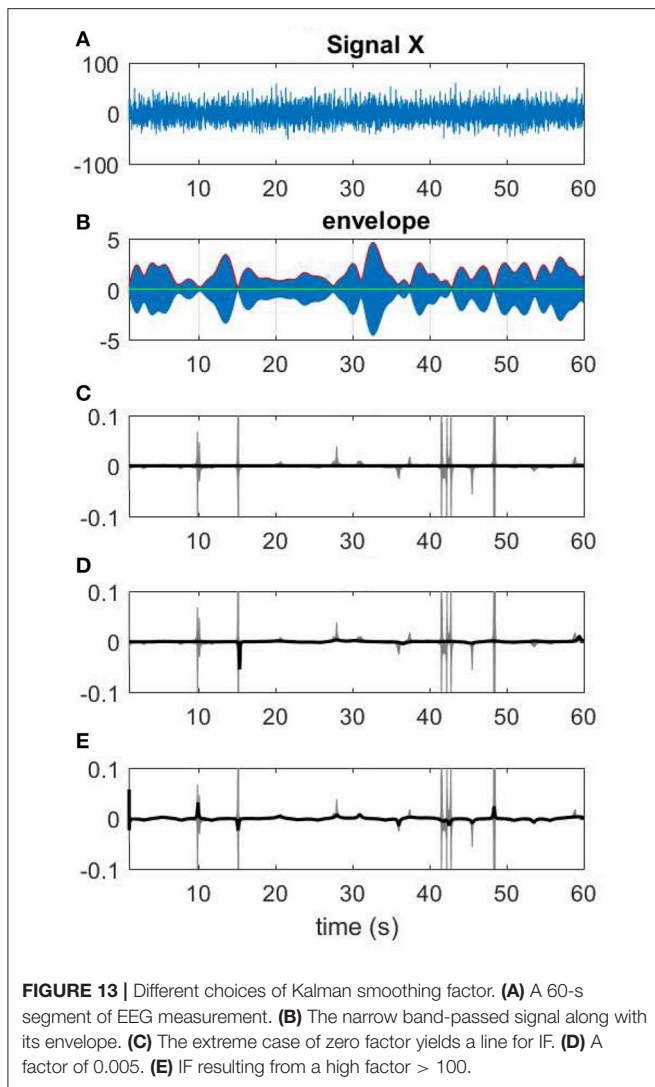 A
Signal X
100
0
-100
10 20 30 40 50 60
B
envelope
5
0
-5
10 20 30 40 50 60
C
0.1
0
-0.1
10 20 30 40 50 60
D
0.1
0
-0.1
10 20 30 40 50 60
E
0.1
0
-0.1
10 20 30 40 50 60
time (s)
FIGURE 13 | Different choices of Kalman smoothing factor. (A) A 60-s
segment of EEG measurement. (B) The narrow band-passed signal along with
its envelope. (C) The extreme case of zero factor yields a line for IF. (D) A
factor of 0.005. (E) IF resulting from a high factor > 100.